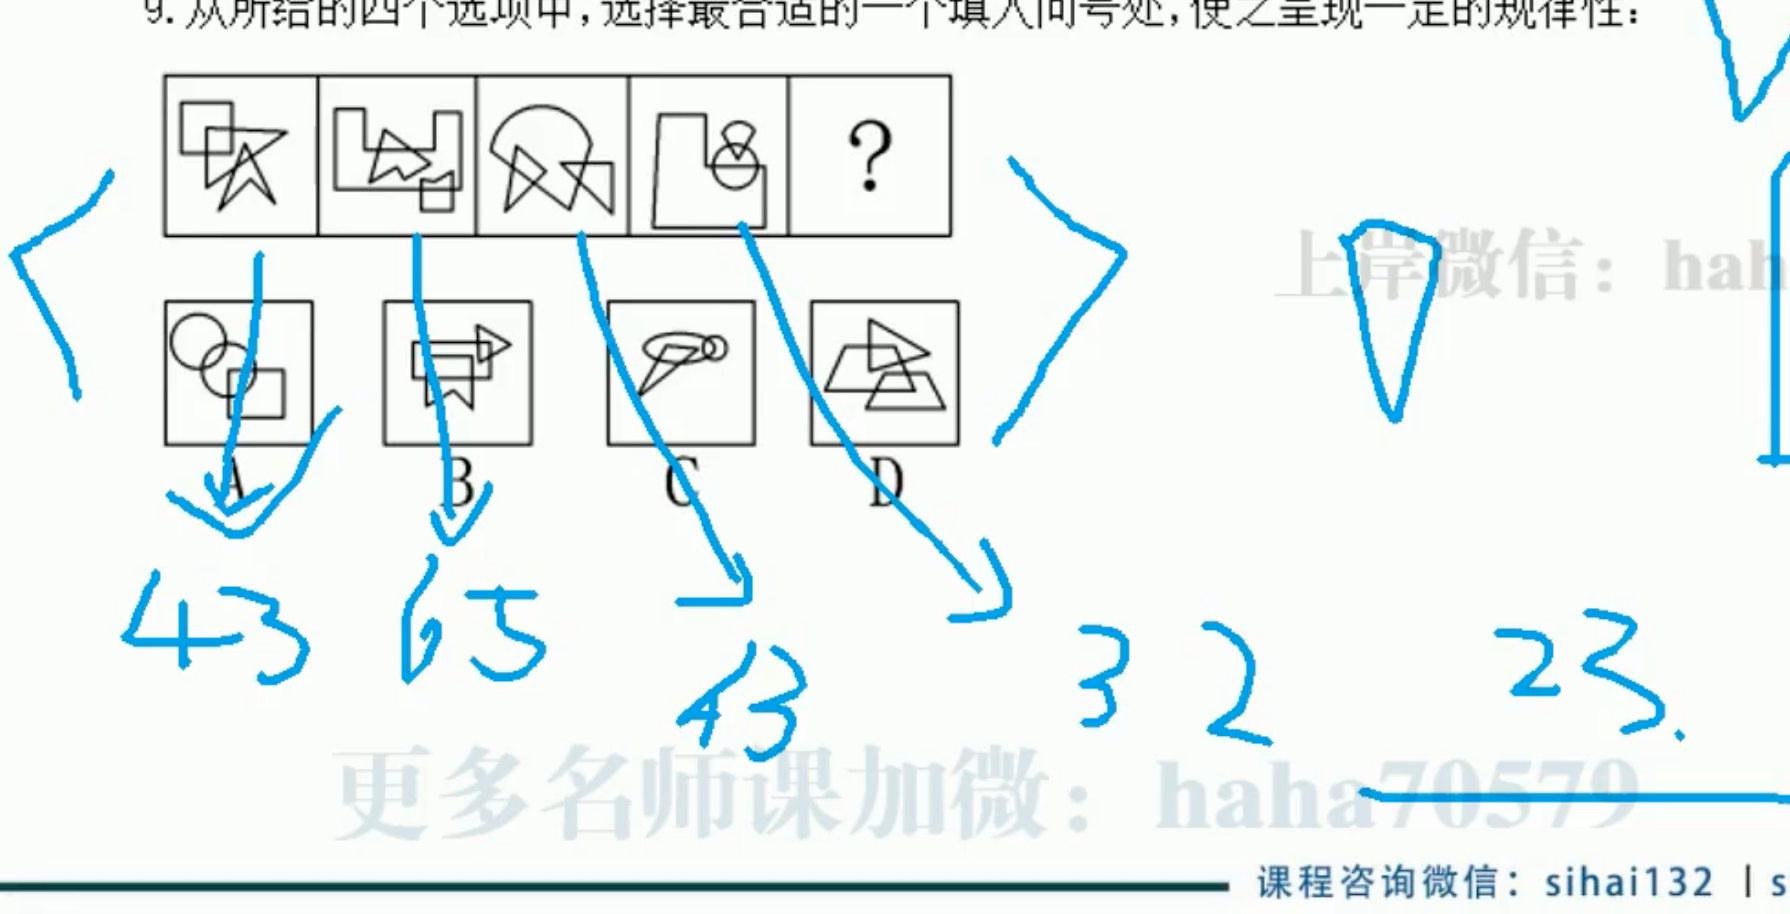 9.从所给的四个选项中,选择最合适的一个填入问号处,使之呈现一定的规律性:
?
上岸微信：hah
A B C D
43 65
43 32 23.
更多名师课加微：haha70579
课程咨询微信：sihai132 | s